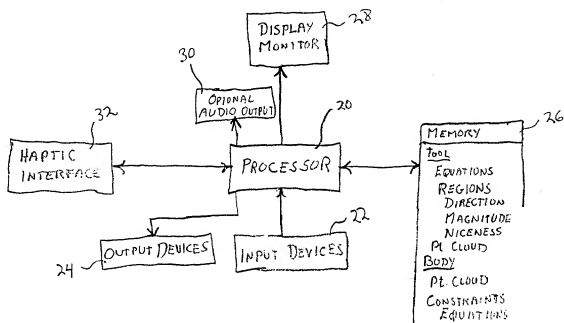 DISPLAY
MONITOR
28
30
OPTIONAL
AUDIO OUTPUT
20
32
HAPTIC
INTERFACE
PROCESSOR
26
MEMORY
TOOL
EQUATIONS
REGIONS
DIRECTION
MAGNITUDE
NICENESS
Pt CLOUD
BODY
Pt. CLOUD
CONSTRAINTS
EQUATIONS
22
OUTPUT DEVICES
INPUT DEVICES
24